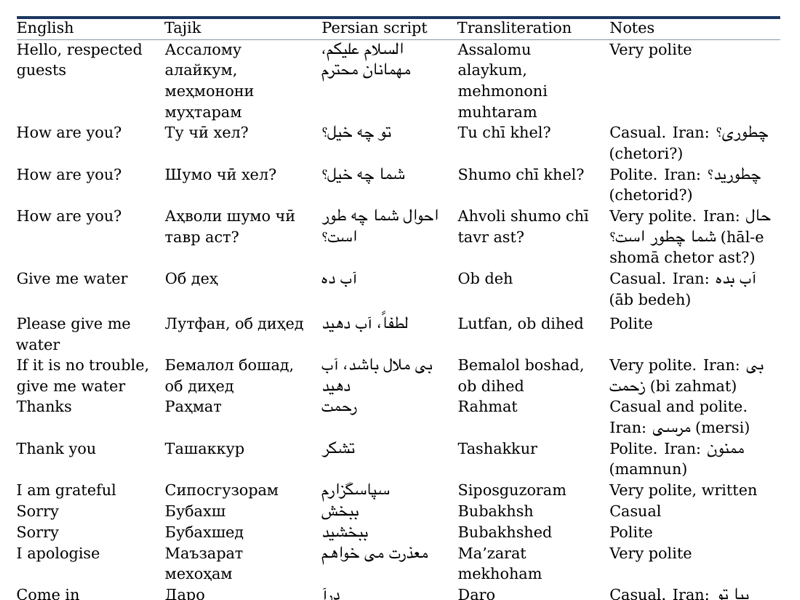 English Tajik Persian script Transliteration Notes
Hello, respected Ассалому السلام علیکم، Assalomu Very polite
guests алайкум, مهمانان محترم alaykum,
меҳмонони mehmononi
муҳтарам muhtaram
How are you? Ту чӣ хел? تو چه خیل؟ Tu chī khel? Casual. Iran: چطوری؟
(chetori?)
How are you? Шумо чӣ хел? شما چه خیل؟ Shumo chī khel? Polite. Iran: چطورید؟
(chetorid?)
How are you? Аҳволи шумо чӣ احوال شما چه طور Ahvoli shumo chī Very polite. Iran: حال
тавр аст? است؟ tavr ast? شما چطور است؟ (hāl-e
shomā chetor ast?)
Give me water Об деҳ آب ده Ob deh Casual. Iran: آب بده
(āb bedeh)
Please give me Лутфан, об диҳед لطفاً، آب دهید Lutfan, ob dihed Polite
water
If it is no trouble, Бемалол бошад, بی ملال باشد، آب Bemalol boshad, Very polite. Iran: بی
give me water об диҳед دهید ob dihed زحمت (bi zahmat)
Thanks Раҳмат رحمت Rahmat Casual and polite.
Iran: مرسی (mersi)
Thank you Ташаккур تشکر Tashakkur Polite. Iran: ممنون
(mamnun)
I am grateful Сипосгузорам سپاسگزارم Siposguzoram Very polite, written
Sorry Бубахш ببخش Bubakhsh Casual
Sorry Бубахшед ببخشید Bubakhshed Polite
I apologise Маъзарат معذرت می خواهم Ma’zarat Very polite
мехоҳам mekhoham
Come in Даро درآ Daro Casual. Iran: بیا تو